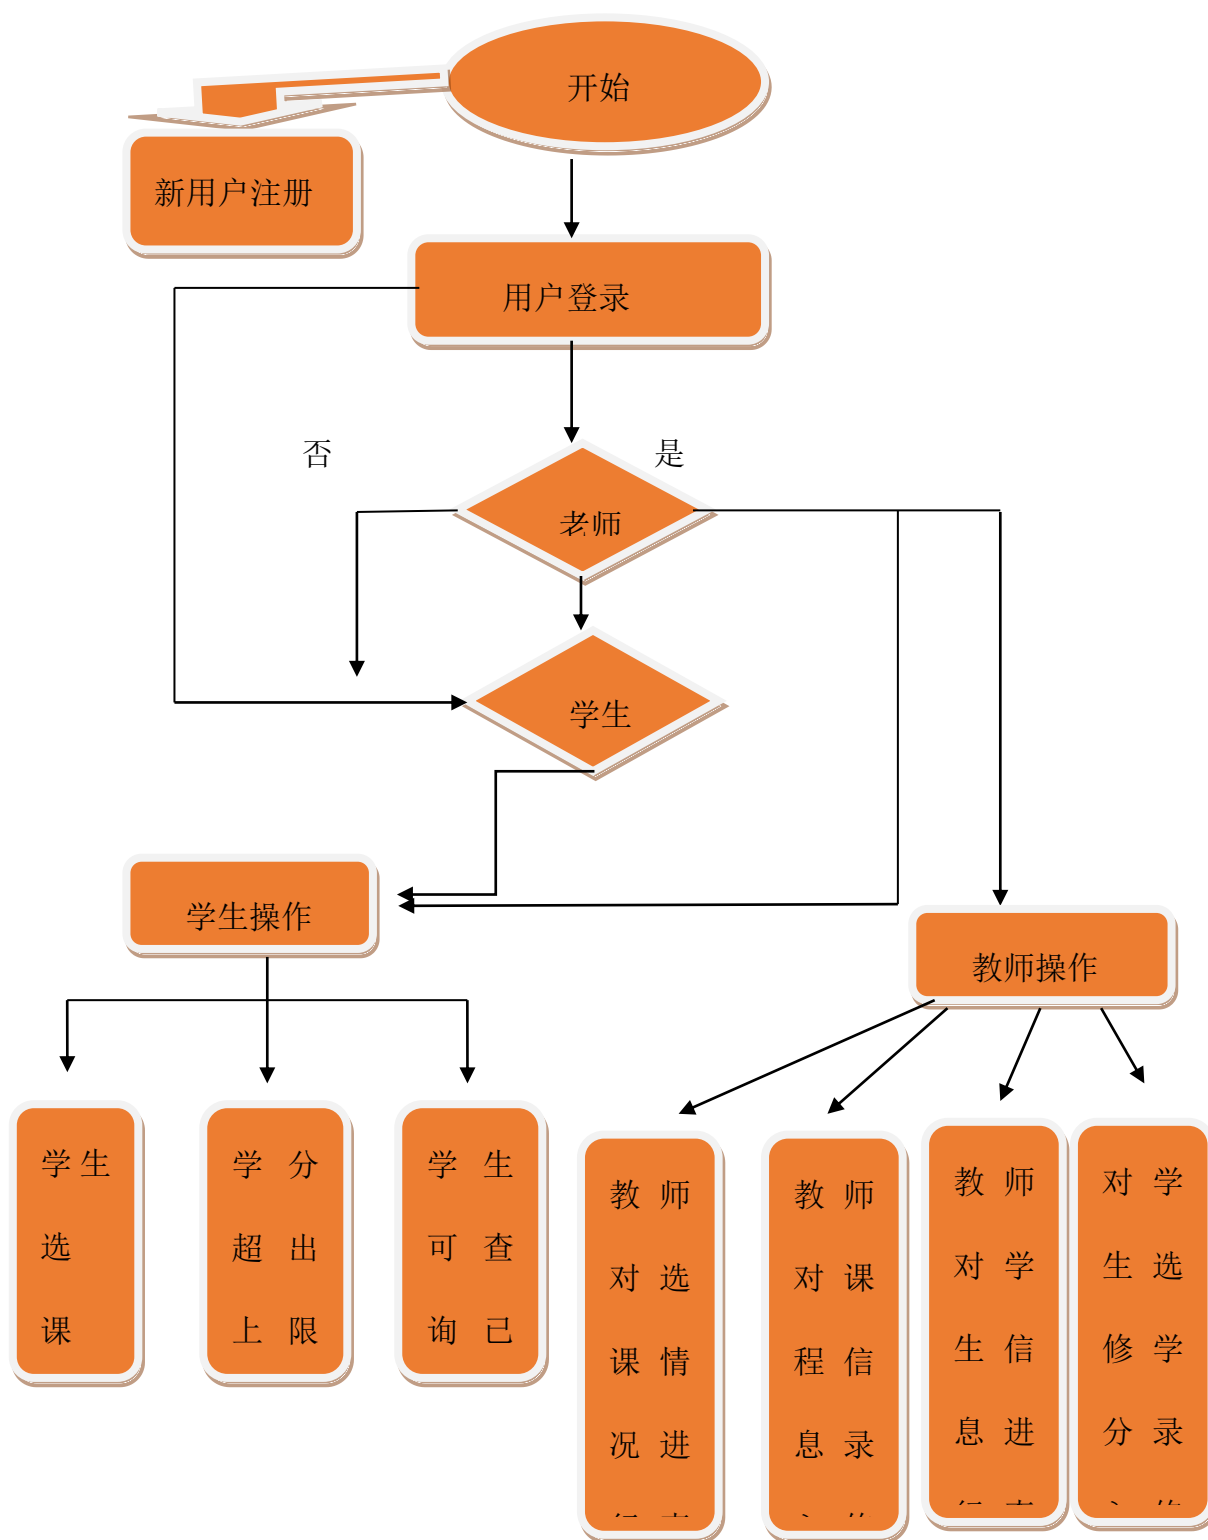 开始
新用户注册
用户登录
否
是
老师
学生
学生操作
教师操作
学生
选
课
学 分
超 出
上 限
学 生
可 查
询 已
教 师
对 选
课 情
况 进
教 师
对 课
程 信
息 录
教 师
对 学
生 信
息 进
对 学
生 选
修 学
分 录